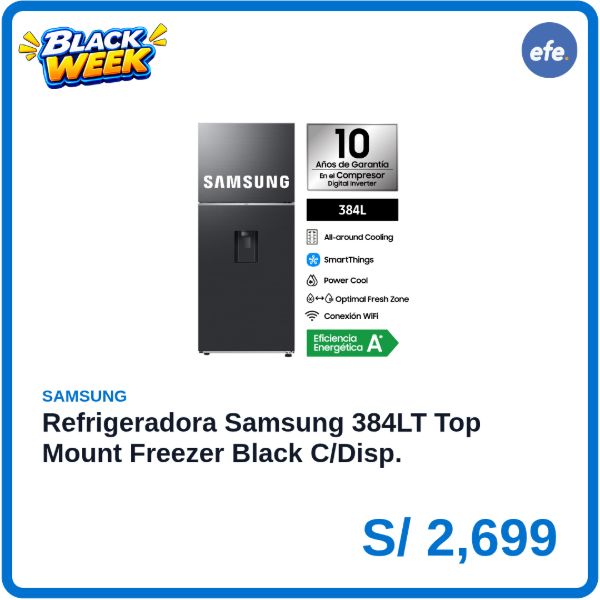 BLACK
WEEK
efe.
SAMSUNG
10
Años de Garantía
En el Compresor
Digital Inverter
384L
All-around Cooling
SmartThings
Power Cool
Optimal Fresh Zone
Conexión WiFi
Eficiencia
Energética A+
SAMSUNG
Refrigeradora Samsung 384LT Top
Mount Freezer Black C/Disp.
S/ 2,699